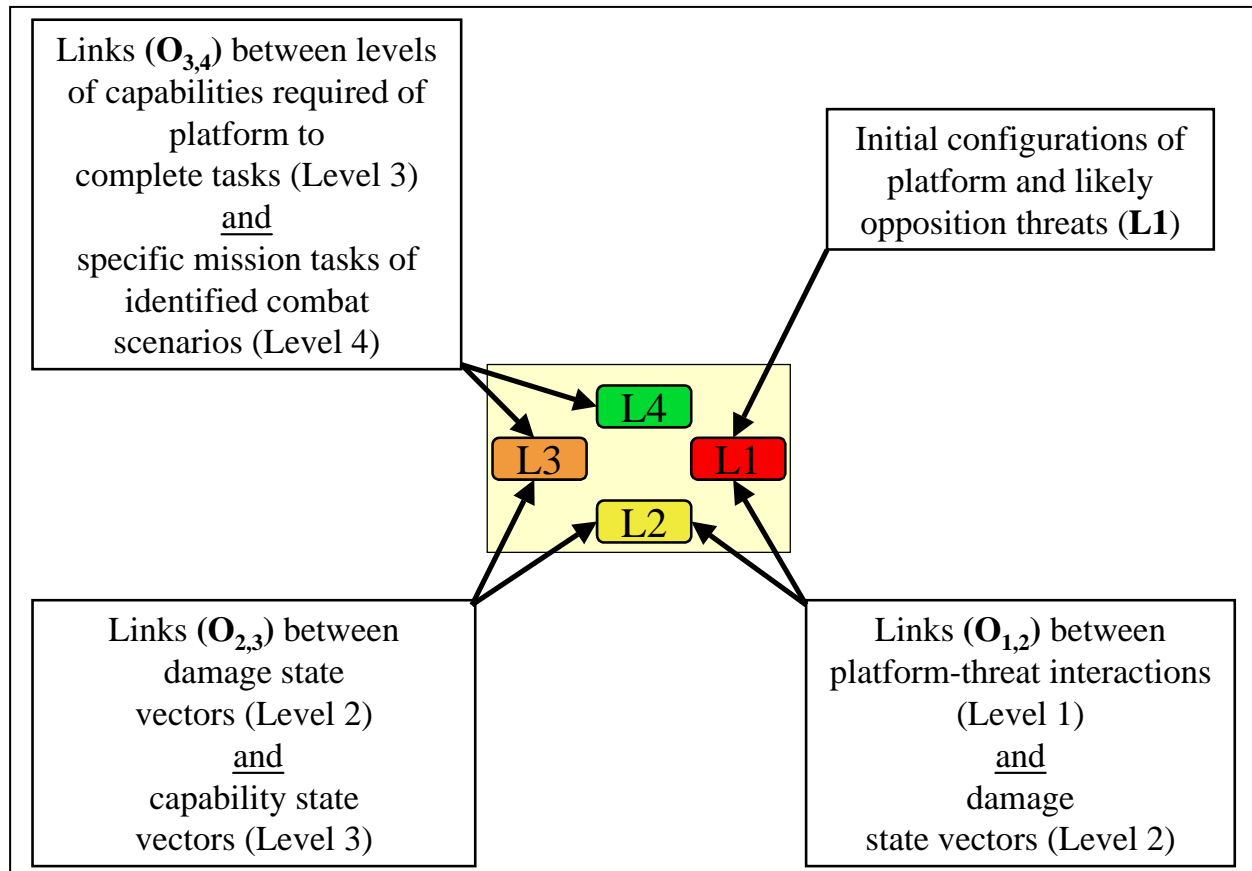 Links (O3,4) between levels
of capabilities required of
platform to
complete tasks (Level 3)
and
specific mission tasks of
identified combat
scenarios (Level 4)
Initial configurations of
platform and likely
opposition threats (L1)
L4
L3
L1
L2
Links (O2,3) between
damage state
vectors (Level 2)
and
capability state
vectors (Level 3)
Links (O1,2) between
platform-threat interactions
(Level 1)
and
damage
state vectors (Level 2)